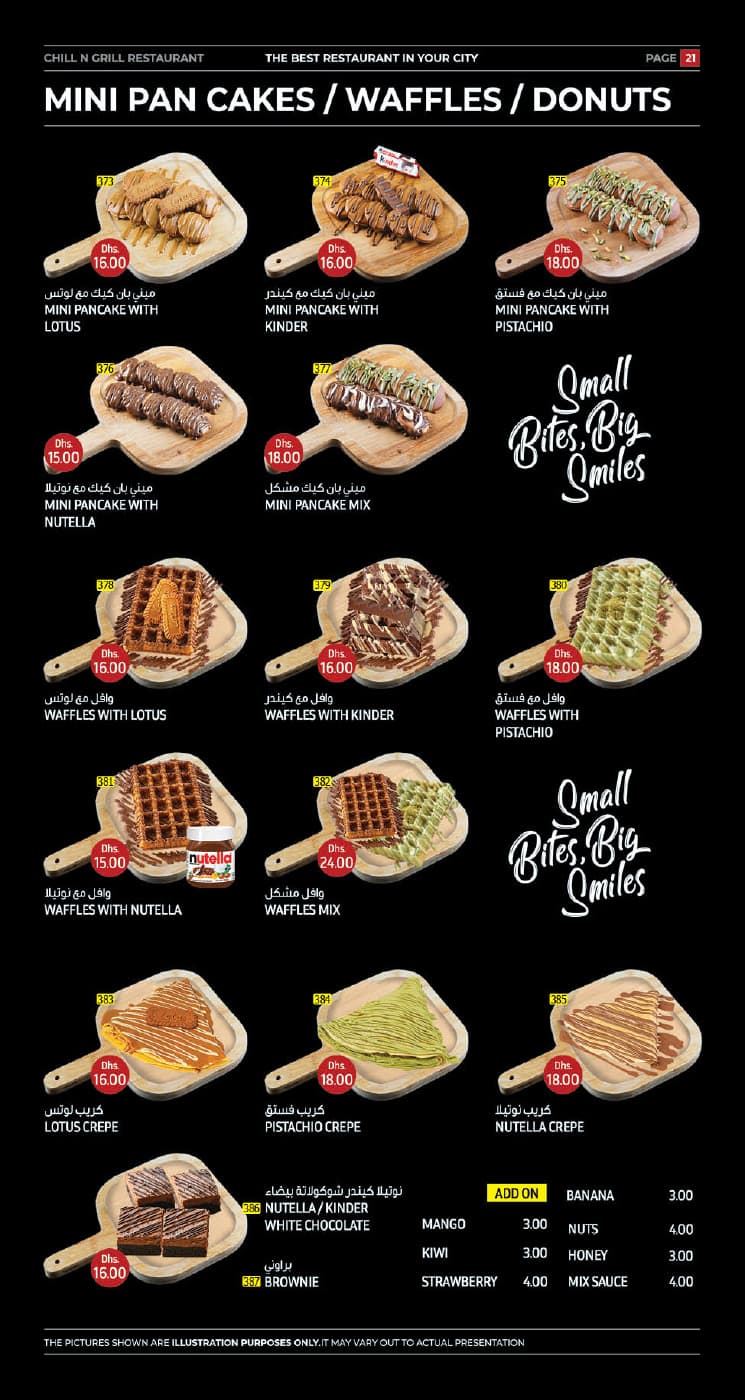 CHILL N GRILL RESTAURANT
THE BEST RESTAURANT IN YOUR CITY
PAGE 21
MINI PAN CAKES / WAFFLES / DONUTS
373
Dhs.
16.00
ميني بان كيك مع لوتس
MINI PANCAKE WITH
LOTUS
374
Kinder
Dhs.
16.00
ميني بان كيك مع كيندر
MINI PANCAKE WITH
KINDER
375
Dhs.
18.00
ميني بان كيك مع فستق
MINI PANCAKE WITH
PISTACHIO
376
Dhs.
15.00
ميني بان كيك مع نوتيلا
MINI PANCAKE WITH
NUTELLA
377
Dhs.
18.00
ميني بان كيك مشكل
MINI PANCAKE MIX
Small
Bites, Big
Smiles
378
Dhs.
16.00
وافل مع لوتس
WAFFLES WITH LOTUS
379
Dhs.
16.00
وافل مع كيندر
WAFFLES WITH KINDER
380
Dhs.
18.00
وافل مع فستق
WAFFLES WITH
PISTACHIO
381
Dhs.
15.00
nutella
وافل مع نوتيلا
WAFFLES WITH NUTELLA
382
Dhs.
24.00
وافل مشكل
WAFFLES MIX
Small
Bites, Big
Smiles
383
Dhs.
16.00
كريب لوتس
LOTUS CREPE
384
Dhs.
18.00
كريب فستق
PISTACHIO CREPE
385
Dhs.
18.00
كريب نوتيلا
NUTELLA CREPE
Dhs.
16.00
نوتيلا كيندر شوكولاتة بيضاء
386 NUTELLA / KINDER
WHITE CHOCOLATE
براوني
387 BROWNIE
ADD ON
MANGO 3.00
KIWI 3.00
STRAWBERRY 4.00
BANANA 3.00
NUTS 4.00
HONEY 3.00
MIX SAUCE 4.00
THE PICTURES SHOWN ARE ILLUSTRATION PURPOSES ONLY.IT MAY VARY OUT TO ACTUAL PRESENTATION